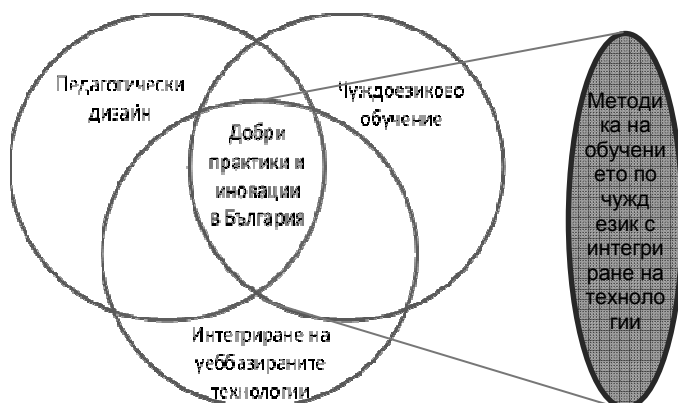 Педагогически
дизайн
Чуждоезиково
обучение
Добри
практики и
иновации
в България
Интегриране на
уеббазираните
технологии
Методи
ка на
обучени
ето по
чужд
език с
интегри
ране на
техноло
гии